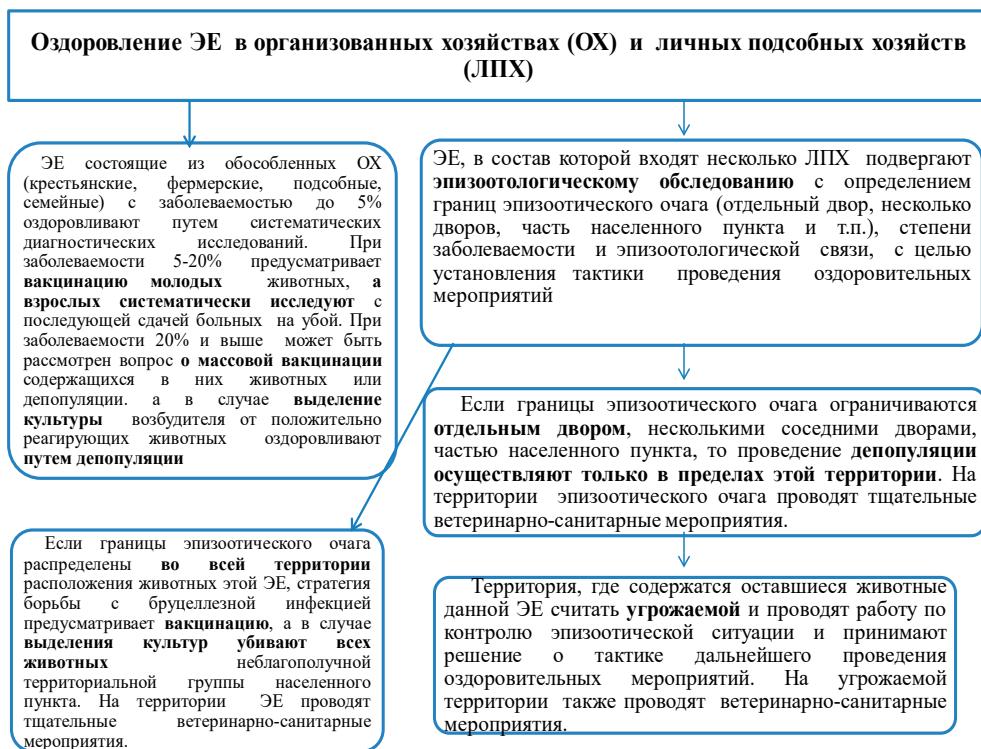 Оздоровление ЭЕ в организованных хозяйствах (ОХ) и личных подсобных хозяйств
(ЛПХ)
ЭЕ состоящие из обособленных ОХ
(крестьянские, фермерские, подсобные,
семейные) с заболеваемостью до 5%
оздоровливают путем систематических
диагностических исследований. При
заболеваемости 5-20% предусматривает
вакцинацию молодых животных, а
взрослых систематически исследуют с
последующей сдачей больных на убой. При
заболеваемости 20% и выше может быть
рассмотрен вопрос о массовой вакцинации
содержащихся в них животных или
депопуляции. а в случае выделение
культуры возбудителя от положительно
реагирующих животных оздоровливают
путем депопуляции
ЭЕ, в состав которой входят несколько ЛПХ подвергают
эпизоотологическому обследованию с определением
границ эпизоотического очага (отдельный двор, несколько
дворов, часть населенного пункта и т.п.), степени
заболеваемости и эпизоотологической связи, с целью
установления тактики проведения оздоровительных
мероприятий
Если границы эпизоотического очага ограничиваются
отдельным двором, несколькими соседними дворами,
частью населенного пункта, то проведение депопуляции
осуществляют только в пределах этой территории. На
территории эпизоотического очага проводят тщательные
ветеринарно-санитарные мероприятия.
Если границы эпизоотического очага
распределены во всей территории
расположения животных этой ЭЕ, стратегия
борьбы с бруцеллезной инфекцией
предусматривает вакцинацию, а в случае
выделения культур убивают всех
животных неблагополучной
территориальной группы населенного
пункта. На территории ЭЕ проводят
тщательные ветеринарно-санитарные
мероприятия.
Территория, где содержатся оставшиеся животные
данной ЭЕ считать угрожаемой и проводят работу по
контролю эпизоотической ситуации и принимают
решение о тактике дальнейшего проведения
оздоровительных мероприятий. На угрожаемой
территории также проводят ветеринарно-санитарные
мероприятия.